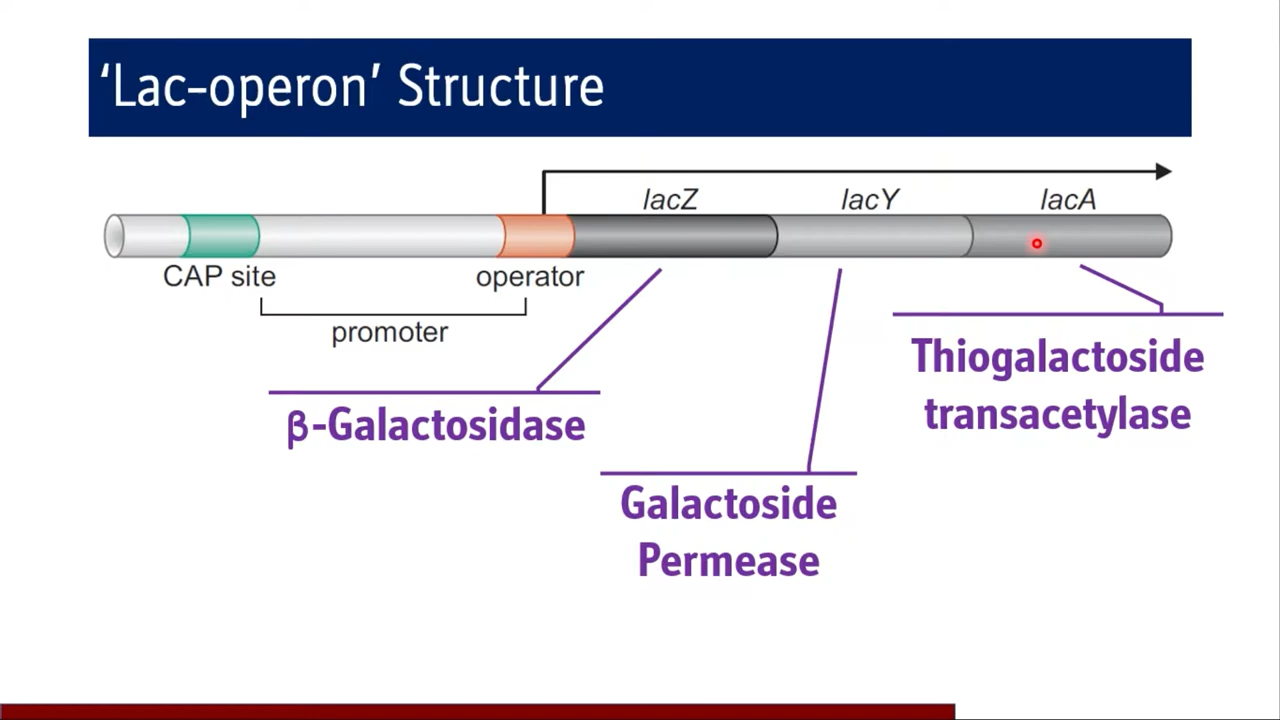 ‘Lac-operon’ Structure
lacZ
lacY
lacA
CAP site
operator
promoter
β-Galactosidase
Galactoside
Permease
Thiogalactoside
transacetylase